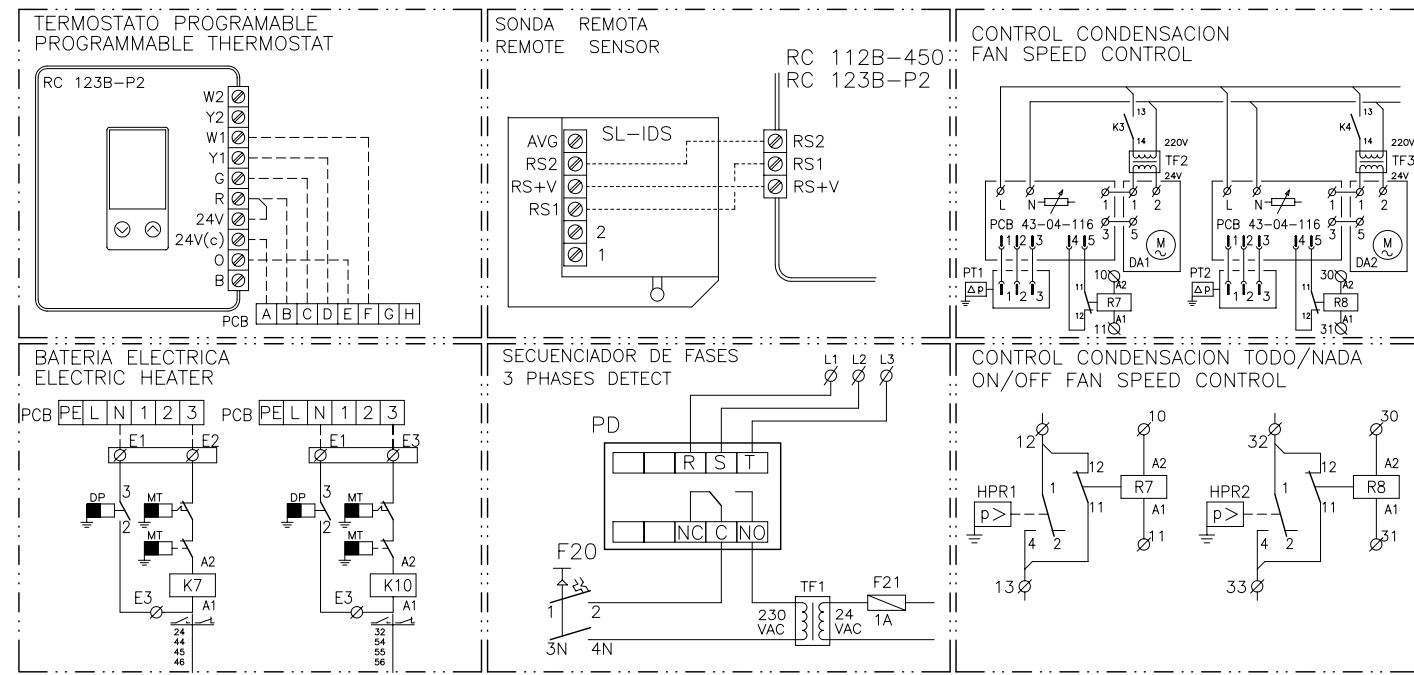 TERMOSTATO PROGRAMABLE
PROGRAMMABLE THERMOSTAT
RC 123B-P2
W2
Y2
W1
Y1
G
R
24V
24V(c)
O
B
PCB A B C D E F G H
SONDA REMOTA
REMOTE SENSOR
RC 112B-450
RC 123B-P2
SL-IDS
AVG
RS2
RS+V
RS1
2
1
RS2
RS1
RS+V
CONTROL CONDENSACION
FAN SPEED CONTROL
13
K3
14
220V
TF2
24V
L N 1 1 2
PCB 43-04-116
3 5
1 2 3 4 5
M
DA1
PT1
Δp
1 2 3
11
12
10
A2
R7
A1
11
13
K4
14
220V
TF3
24V
L N 1 1 2
PCB 43-04-116
3 5
1 2 3 4 5
M
DA2
PT2
Δp
1 2 3
11
12
30
A2
R8
A1
31
BATERIA ELECTRICA
ELECTRIC HEATER
PCB PE L N 1 2 3
E1 E2
DP
3
2
MT
MT
A2
K7
A1
E3
24
44
45
46
PCB PE L N 1 2 3
E1 E3
DP
3
2
MT
MT
A2
K10
A1
E3
32
54
55
56
SECUENCIADOR DE FASES
3 PHASES DETECT
L1 L2 L3
PD
R S T
NC C NO
F20
1 2
3N 4N
TF1
230
VAC
24
VAC
F21
1A
CONTROL CONDENSACION TODO/NADA
ON/OFF FAN SPEED CONTROL
12
10
12
A2
HPR1
1
R7
p>
11
A1
4 2
11
13
32
30
12
A2
HPR2
1
R8
p>
11
A1
4 2
31
33